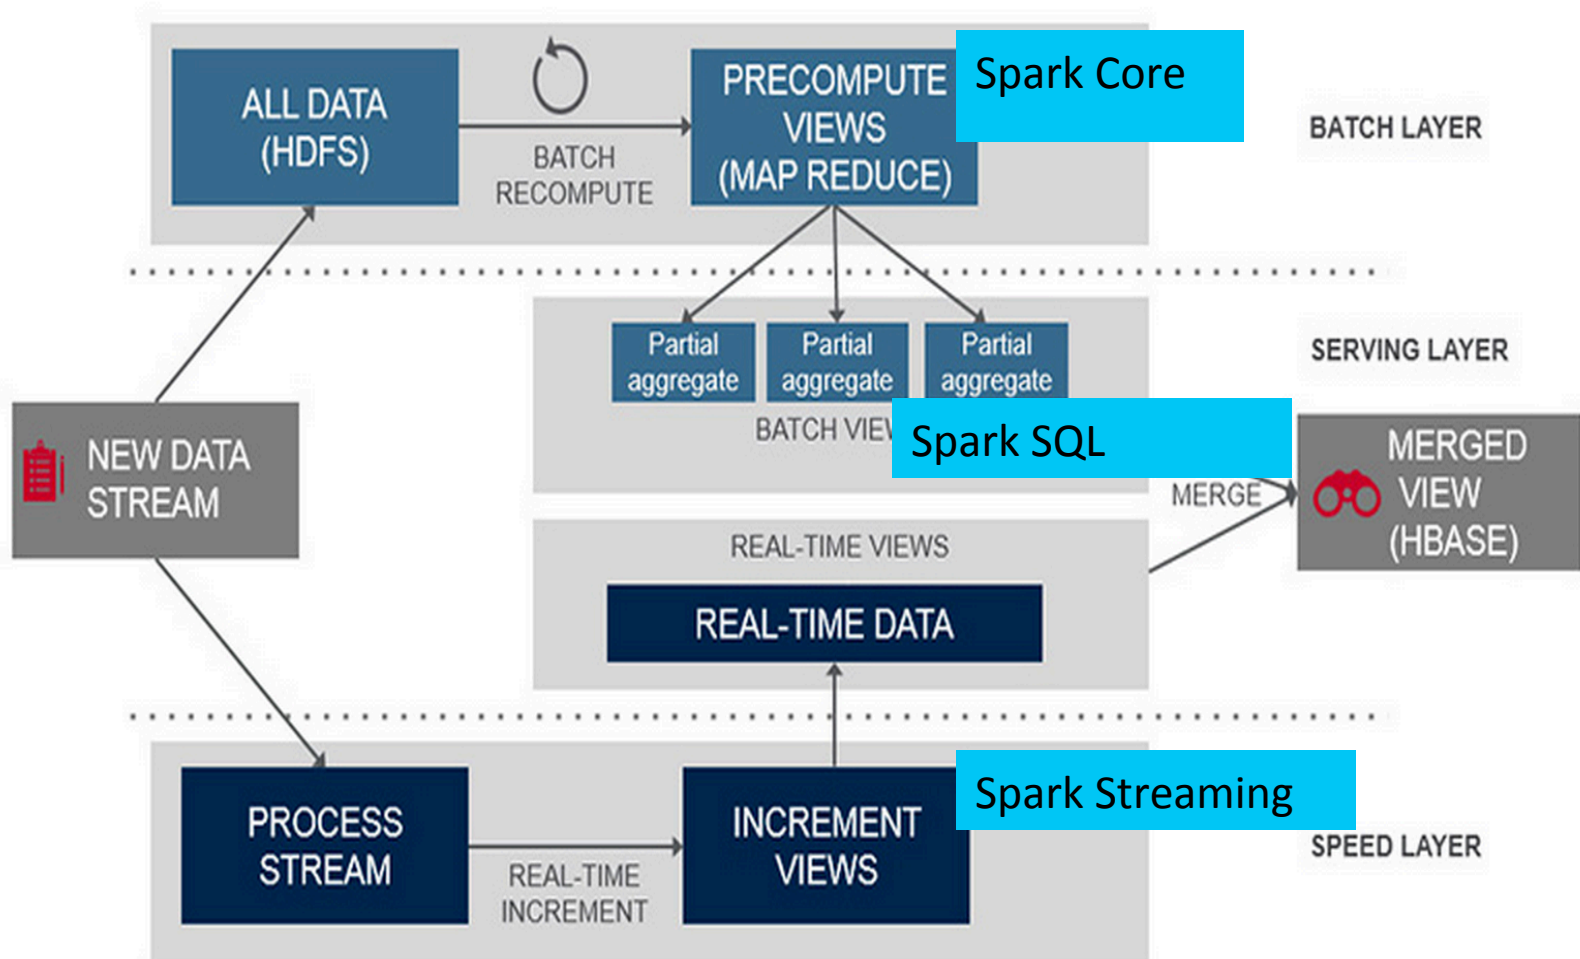 ALL DATA
(HDFS)
BATCH
RECOMPUTE
PRECOMPUTE
VIEWS
(MAP REDUCE)
Spark Core
BATCH LAYER
Partial
aggregate
Partial
aggregate
Partial
aggregate
BATCH
Spark SQL
SERVING LAYER
NEW DATA
STREAM
MERGE
MERGED
VIEW
(HBASE)
REAL-TIME VIEWS
REAL-TIME DATA
PROCESS
STREAM
REAL-TIME
INCREMENT
INCREMENT
VIEWS
Spark Streaming
SPEED LAYER